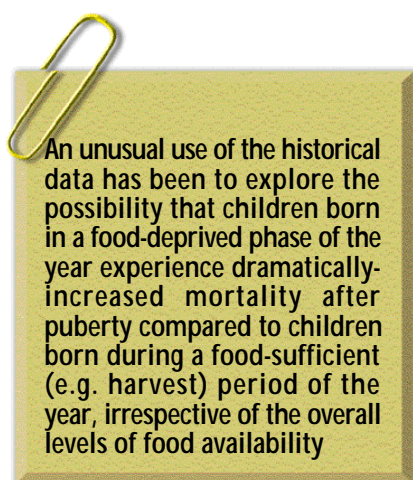 An unusual use of the historical
data has been to explore the
possibility that children born
in a food-deprived phase of the
year experience dramatically-
increased mortality after
puberty compared to children
born during a food-sufficient
(e.g. harvest) period of the
year, irrespective of the overall
levels of food availability